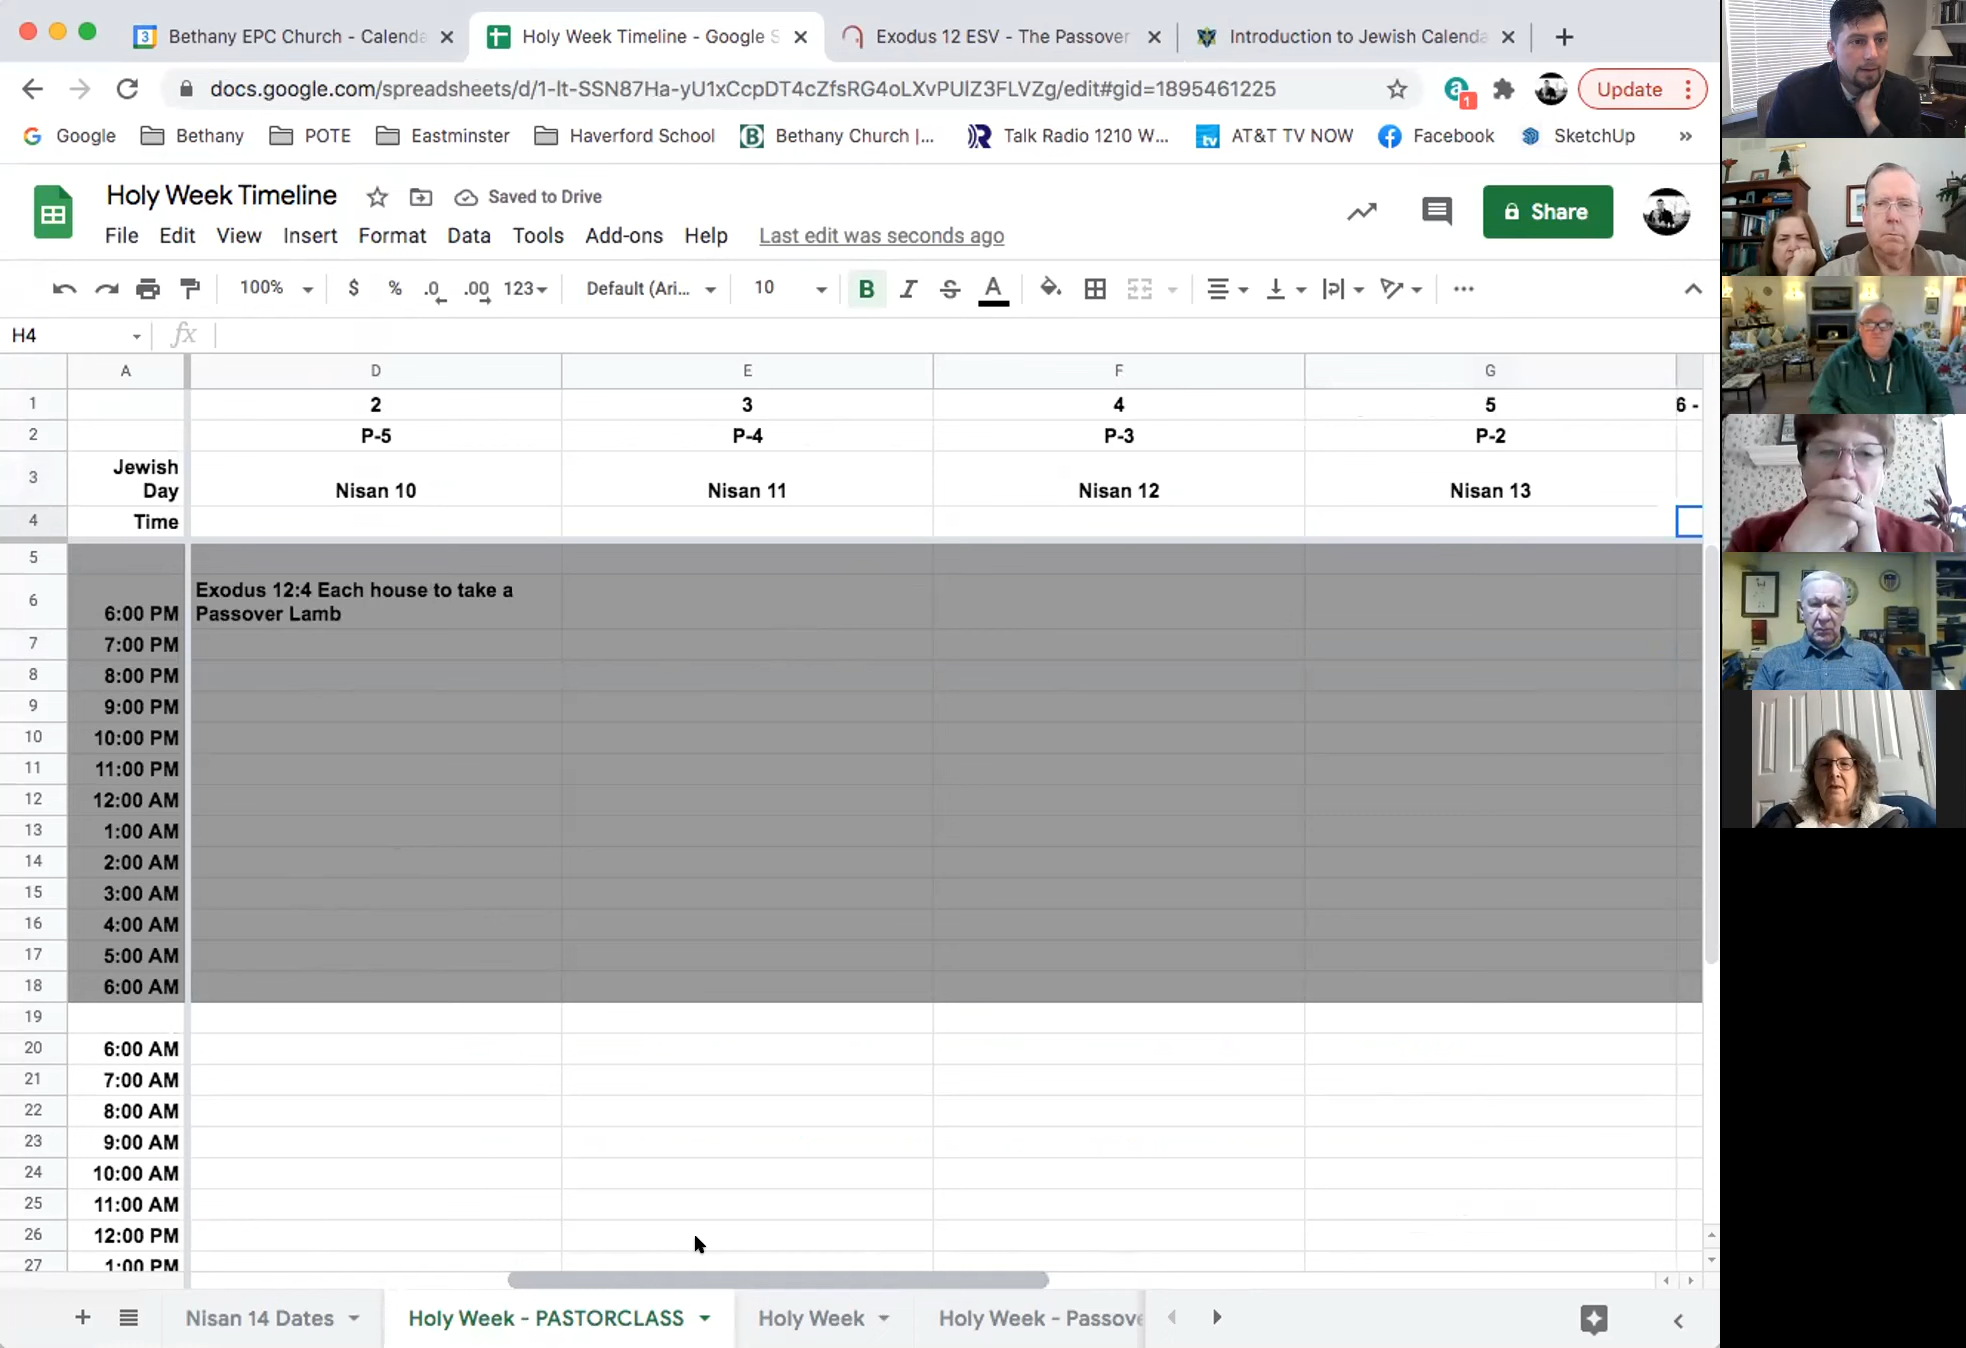 Bethany EPC Church - Calenda
Holy Week Timeline - Google S
Exodus 12 ESV - The Passover
Introduction to Jewish Calenda
docs.google.com/spreadsheets/d/1-lt-SSN87Ha-yU1xCcpDT4cZfsRG4oLXvPUlZ3FLVZg/edit#gid=1895461225
1
Update
Google
Bethany
POTE
Eastminster
Haverford School
Bethany Church |...
Talk Radio 1210 W...
AT&T TV NOW
Facebook
SketchUp
»
Holy Week Timeline
Saved to Drive
Share
File Edit View Insert Format Data Tools Add-ons Help Last edit was seconds ago
100% $ % .0 .00 123 Default (Ari... 10 B I S A
H4 fx
A D E F G
1 2 3 4 5 6 -
2 P-5 P-4 P-3 P-2
3 Jewish
Day Nisan 10 Nisan 11 Nisan 12 Nisan 13
4 Time
5
6 6:00 PM Exodus 12:4 Each house to take a
Passover Lamb
7 7:00 PM
8 8:00 PM
9 9:00 PM
10 10:00 PM
11 11:00 PM
12 12:00 AM
13 1:00 AM
14 2:00 AM
15 3:00 AM
16 4:00 AM
17 5:00 AM
18 6:00 AM
19
20 6:00 AM
21 7:00 AM
22 8:00 AM
23 9:00 AM
24 10:00 AM
25 11:00 AM
26 12:00 PM
27 1:00 PM
Nisan 14 Dates
Holy Week - PASTORCLASS
Holy Week
Holy Week - Passove